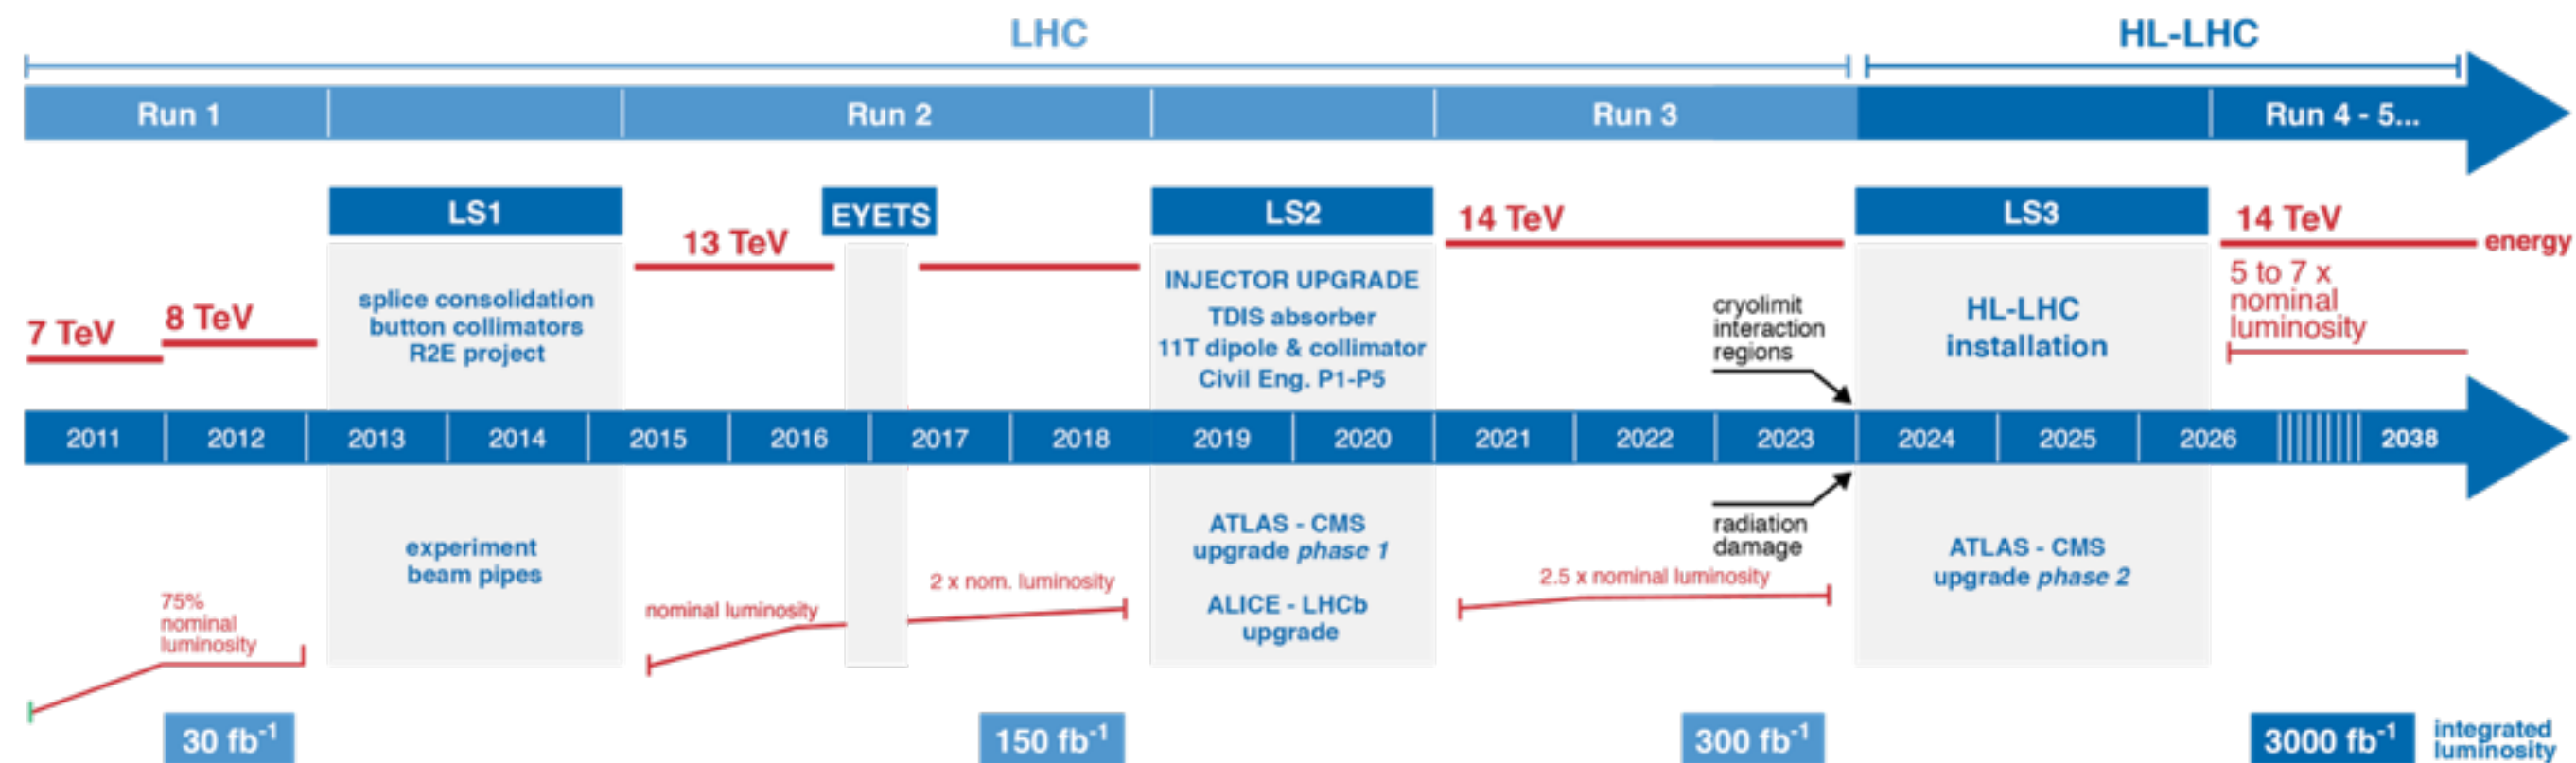 LHC
HL-LHC
Run 1
Run 2
Run 3
Run 4 - 5...
LS1
EYETS
LS2
LS3
14 TeV
14 TeV
13 TeV
energy
7 TeV
8 TeV
splice consolidation
button collimators
R2E project
INJECTOR UPGRADE
TDIS absorber
11T dipole & collimator
Civil Eng. P1-P5
cryolimit
interaction
regions
HL-LHC
installation
5 to 7 x
nominal
luminosity
2011
2012
2013
2014
2015
2016
2017
2018
2019
2020
2021
2022
2023
2024
2025
2026
2038
experiment
beam pipes
ATLAS - CMS
upgrade phase 1
ALICE - LHCb
upgrade
radiation
damage
ATLAS - CMS
upgrade phase 2
75%
nominal
luminosity
nominal luminosity
2 x nom. luminosity
2.5 x nominal luminosity
30 fb⁻¹
150 fb⁻¹
300 fb⁻¹
3000 fb⁻¹
integrated
luminosity